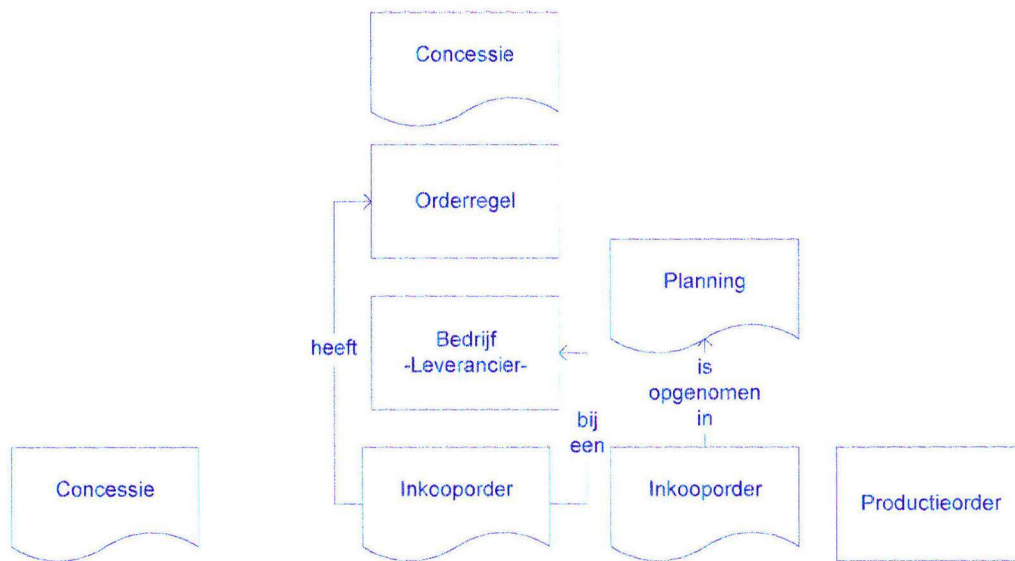 Concessie
Orderregel
Planning
heeft
Bedrijf
-Leverancier-
is
opgenomen
in
bij
een
Concessie
Inkooporder
Inkooporder
Productieorder